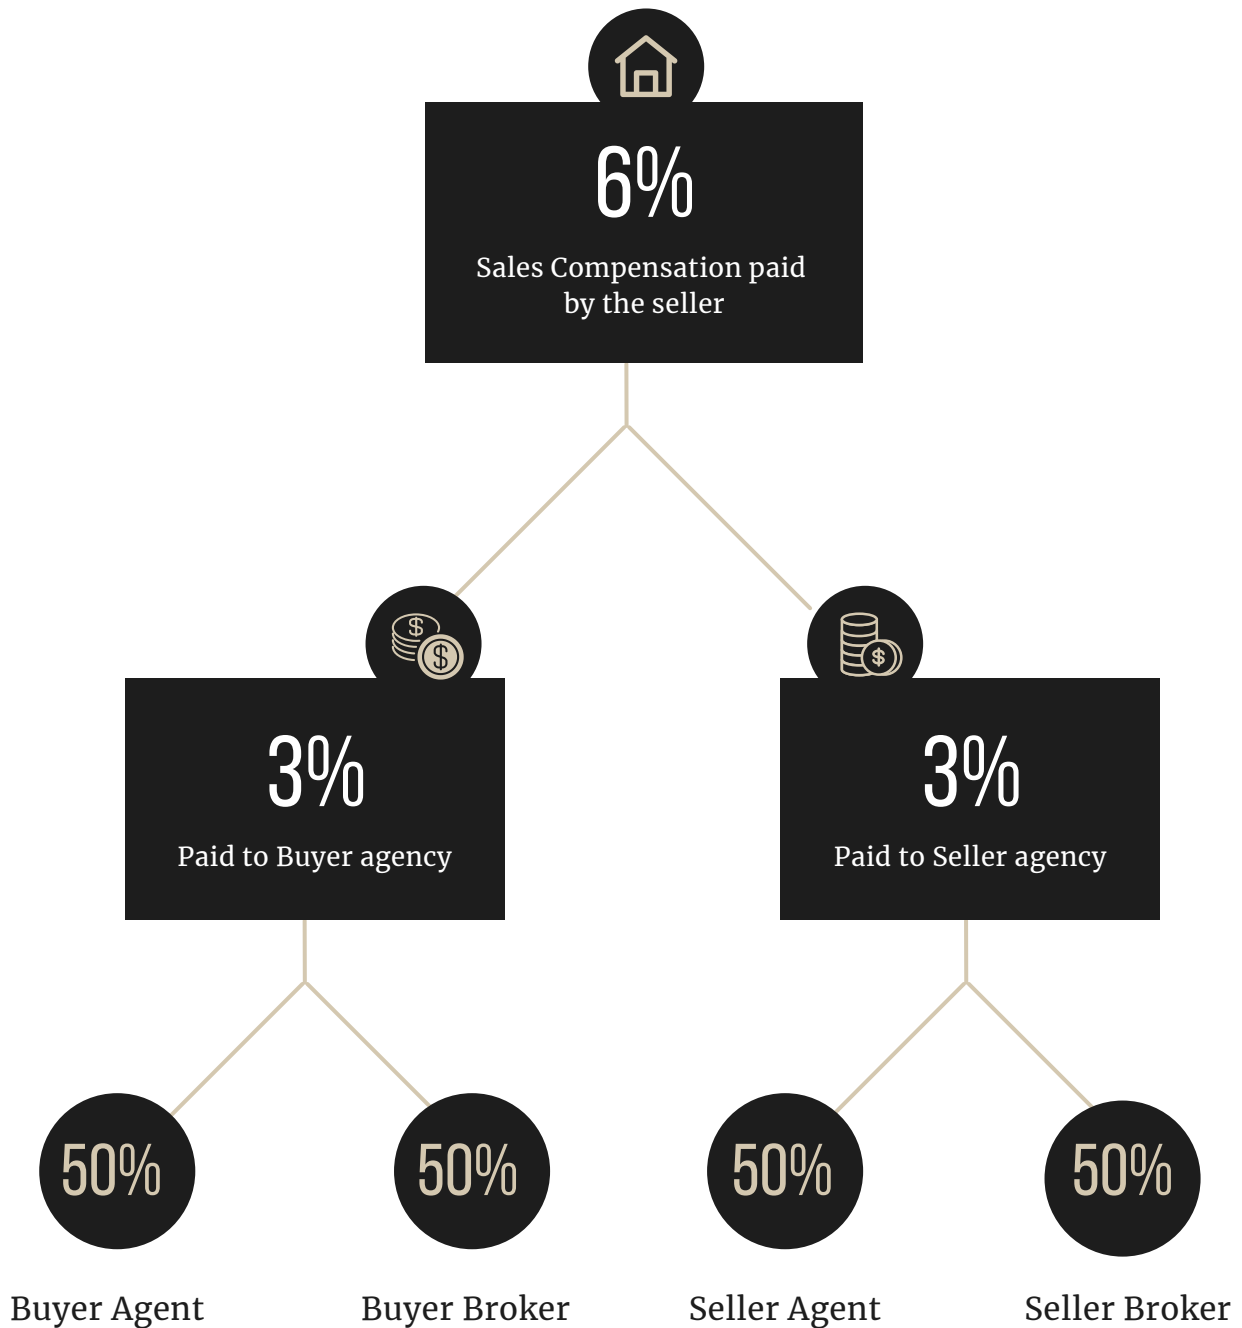 6%
Sales Compensation paid
by the seller
3%
Paid to Buyer agency
3%
Paid to Seller agency
50%
50%
50%
50%
Buyer Agent
Buyer Broker
Seller Agent
Seller Broker